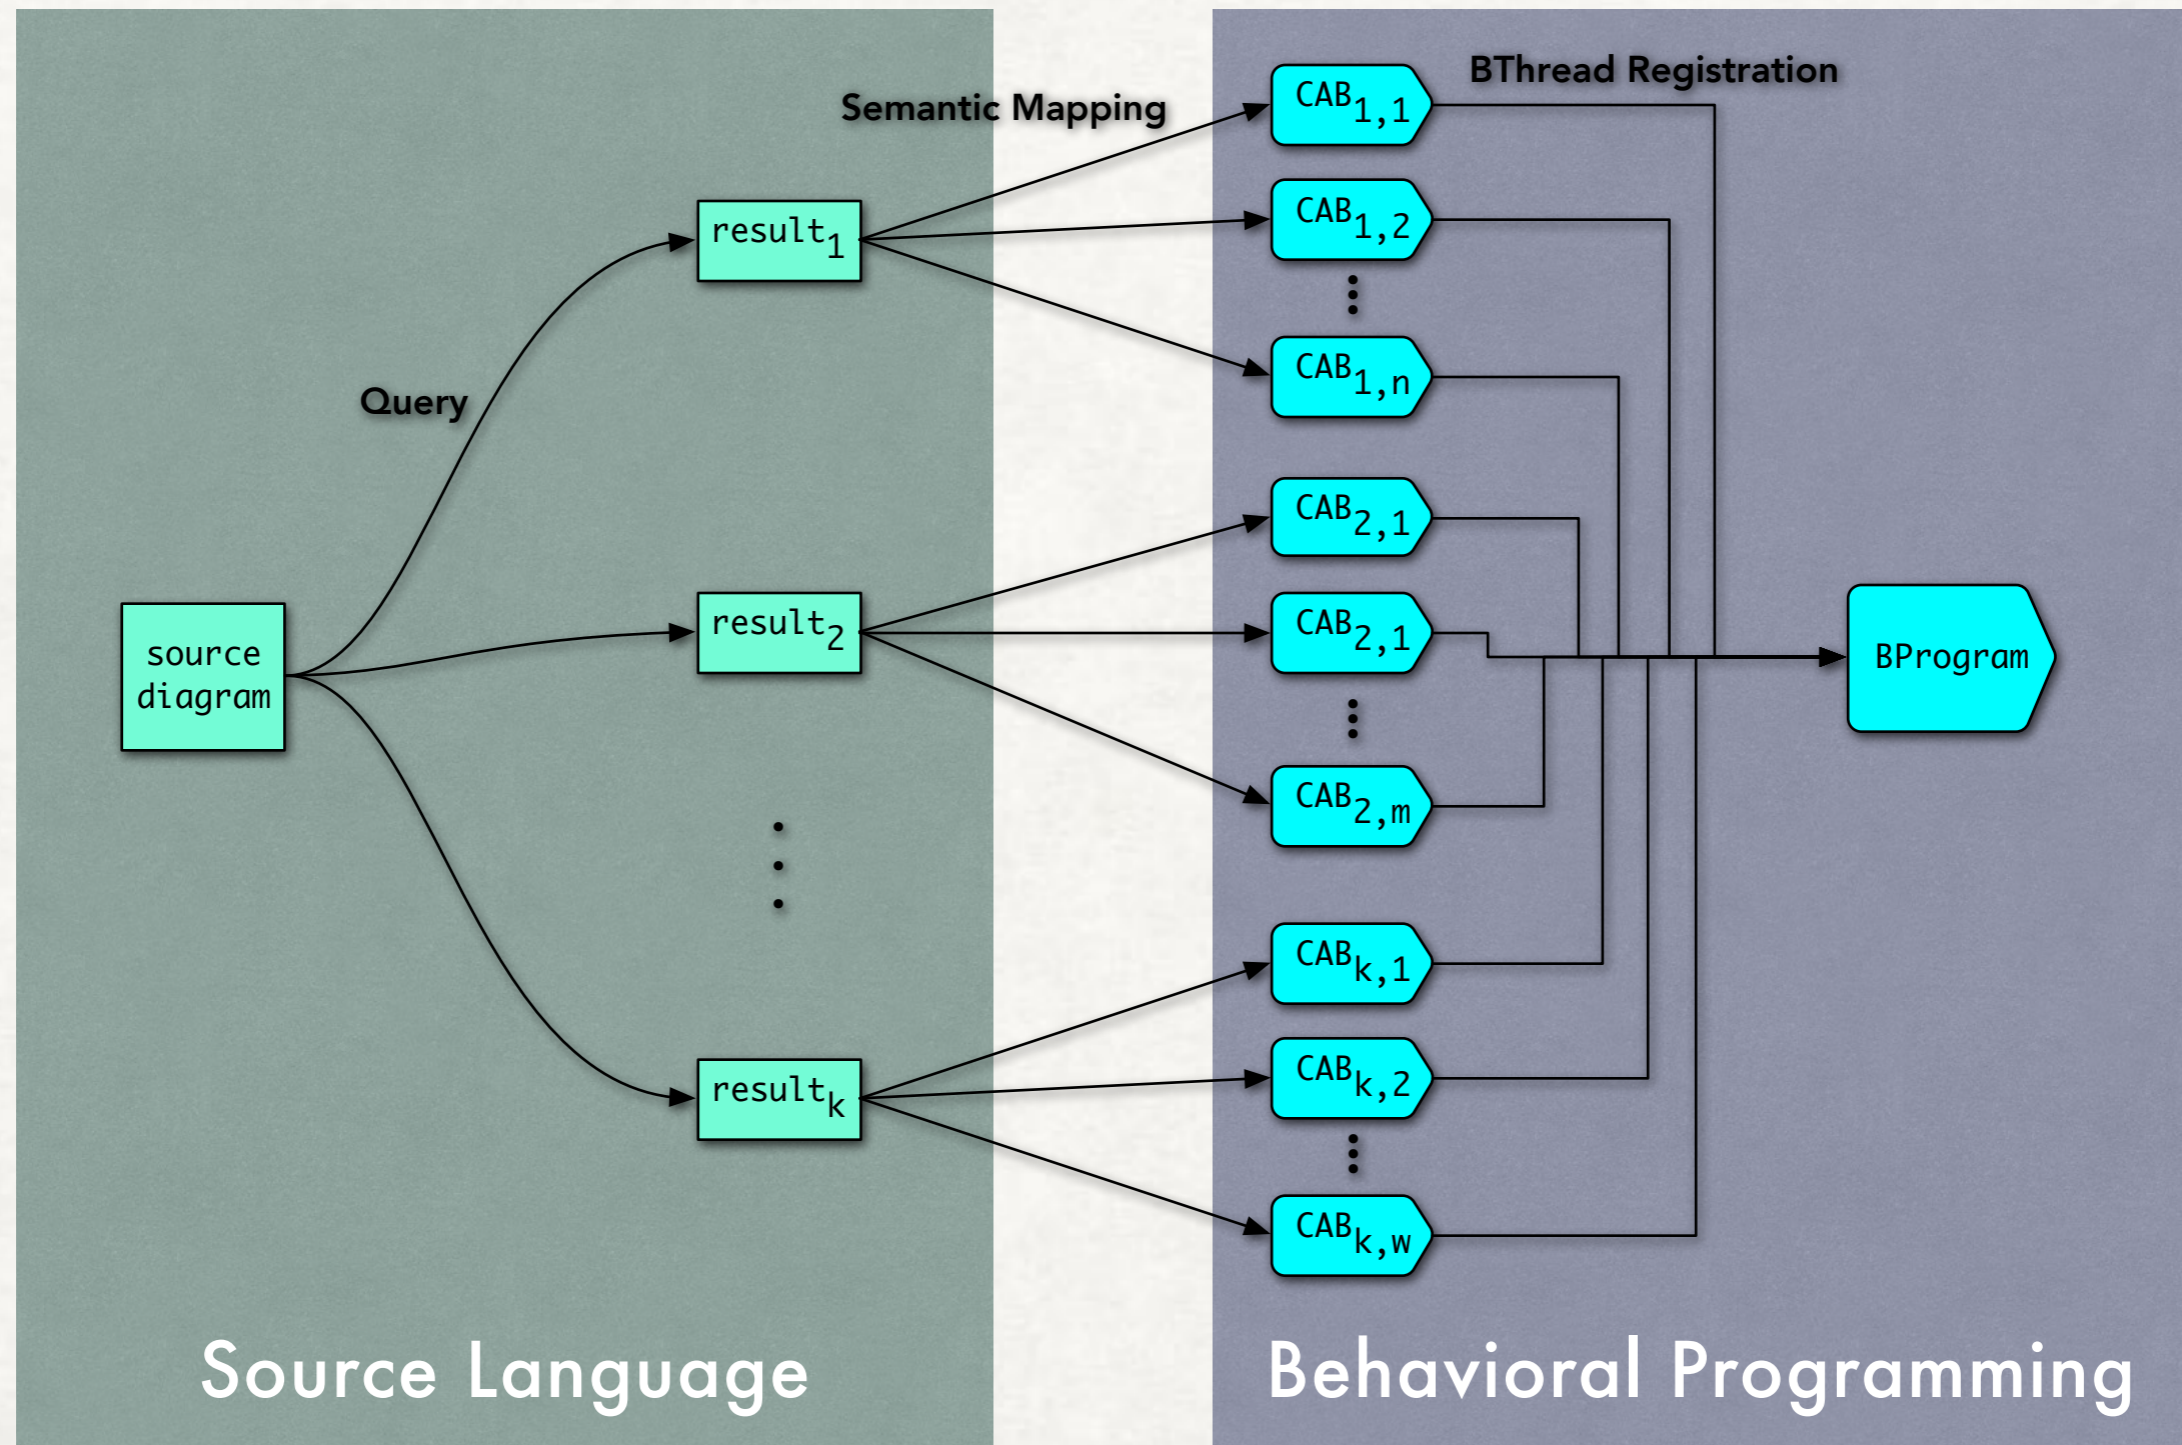 BThread Registration
Semantic Mapping
Query
source
diagram
result1
result2
resultk
CAB1,1
CAB1,2
CAB1,n
CAB2,1
CAB2,1
CAB2,m
CABk,1
CABk,2
CABk,w
BProgram
Source Language
Behavioral Programming